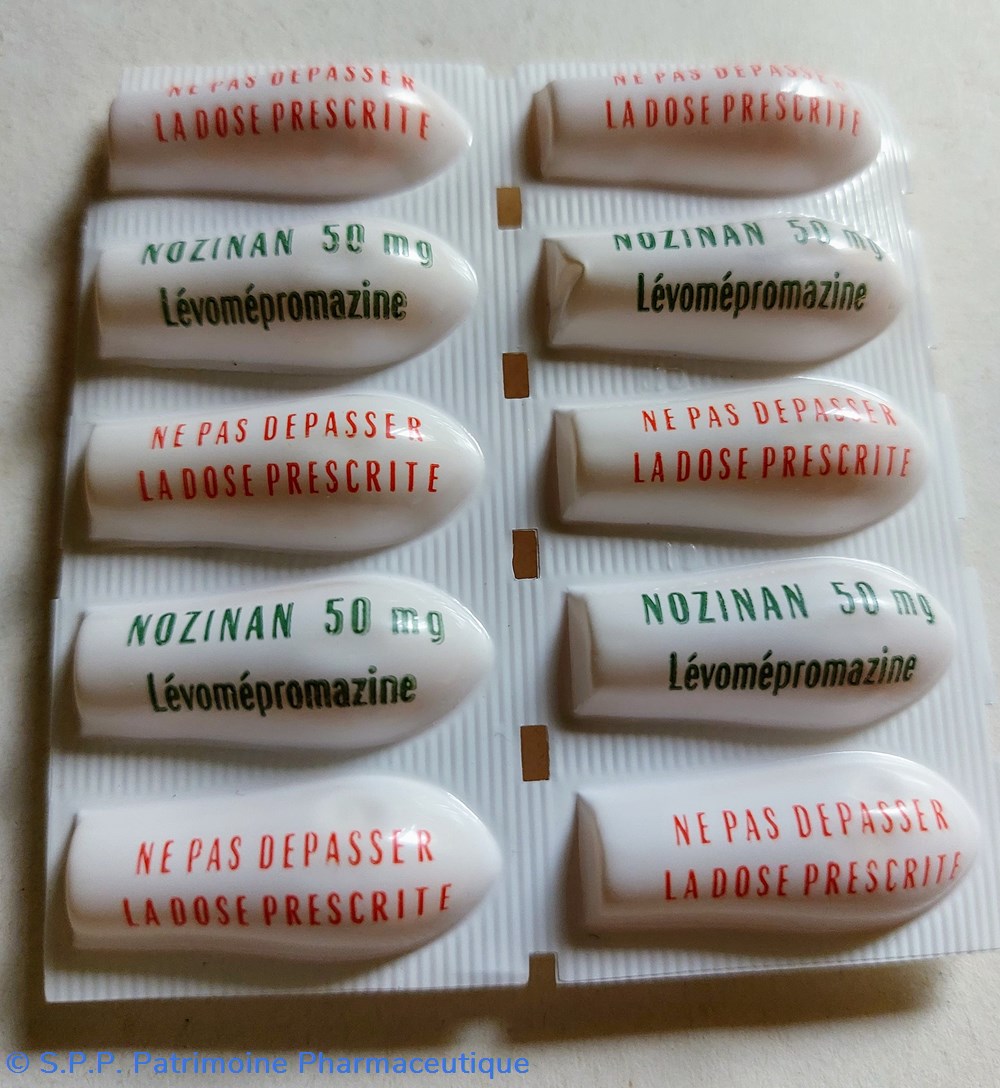 NE PAS DEPASSER
LA DOSE PRESCRITE
NE PAS DEPASSER
LA DOSE PRESCRITE
NOZINAN 50 mg
Lévomépromazine
NOZINAN 50 mg
Lévomépromazine
NE PAS DEPASSER
LA DOSE PRESCRITE
NE PAS DEPASSER
LA DOSE PRESCRITE
NOZINAN 50 mg
Lévomépromazine
NOZINAN 50 mg
Lévomépromazine
NE PAS DEPASSER
LA DOSE PRESCRITE
NE PAS DEPASSER
LA DOSE PRESCRITE
© S.P.P. Patrimoine Pharmaceutique